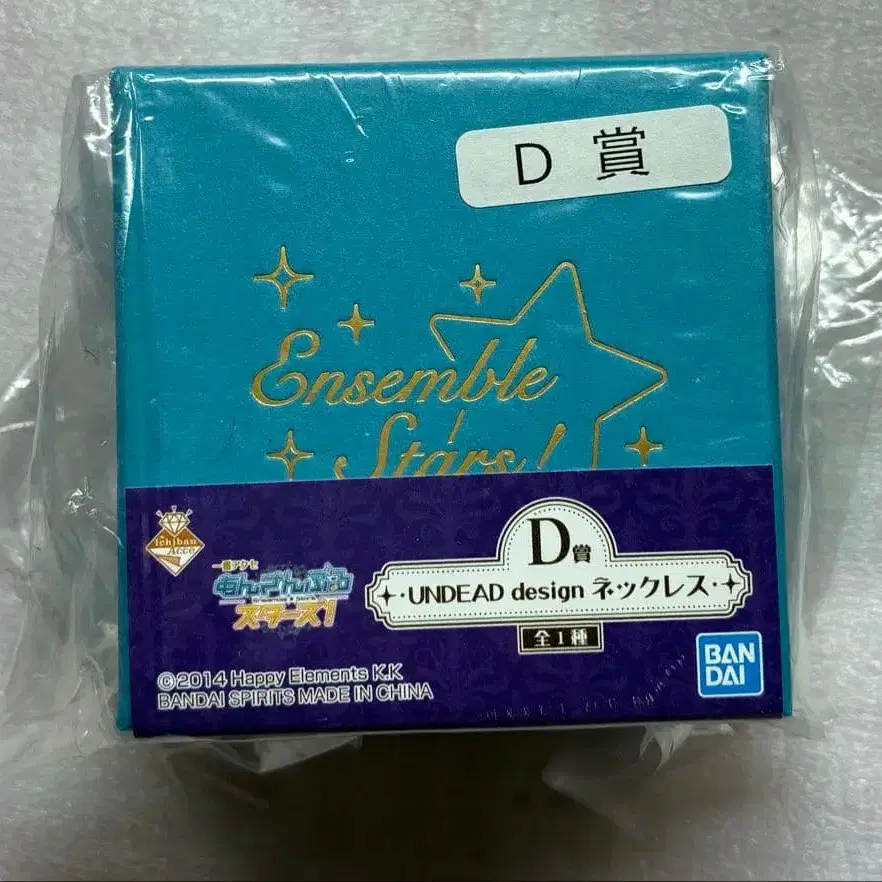 D 賞
Ensemble
Stars!
Ichiban
Acce
一番アクセ
あんさんぶる
スターズ!
D賞
UNDEAD design ネックレス
全1種
©2014 Happy Elements K.K
BANDAI SPIRITS MADE IN CHINA
BAN
DAI